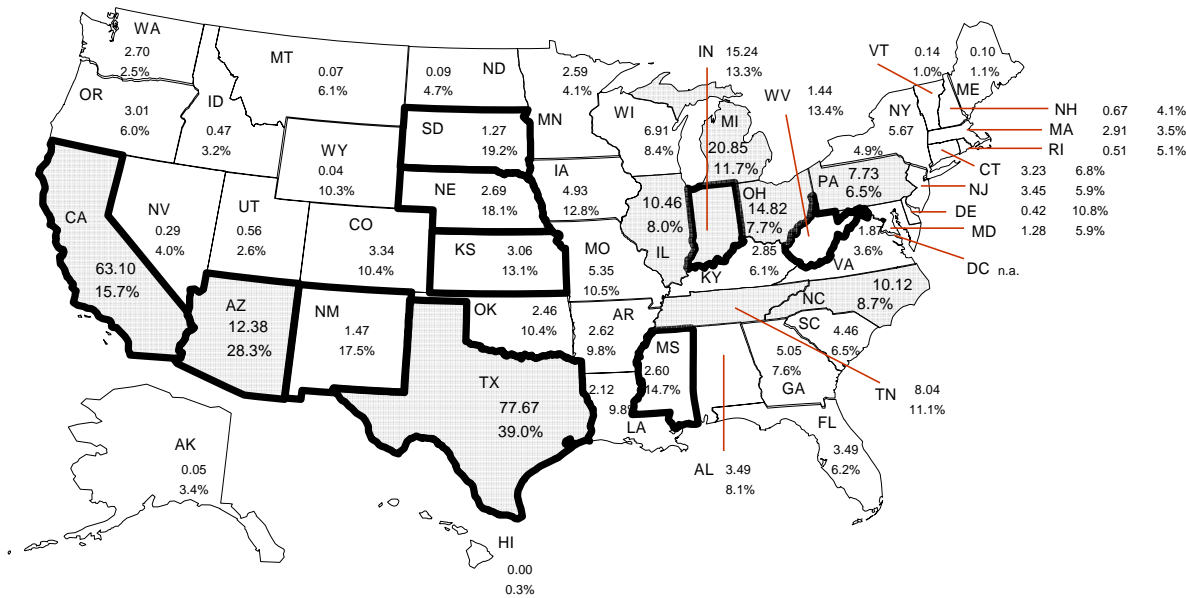 WA
2.70
2.5%
OR
3.01
6.0%
ID
0.47
3.2%
MT
0.07
6.1%
0.09
ND
4.7%
2.59
4.1%
MN
SD
1.27
19.2%
WY
0.04
10.3%
NE
2.69
18.1%
IA
4.93
12.8%
WI
6.91
8.4%
MI
20.85
11.7%
IN 15.24
13.3%
WV
1.44
13.4%
VT
0.14
1.0%
0.10
1.1%
ME
NY
5.67
4.9%
NH 0.67 4.1%
MA 2.91 3.5%
RI 0.51 5.1%
CT 3.23 6.8%
NJ 3.45 5.9%
DE 0.42 10.8%
MD 1.28 5.9%
DC n.a.
PA
7.73
6.5%
OH
14.82
7.7%
10.46
8.0%
IL
CA
63.10
15.7%
NV
0.29
4.0%
UT
0.56
2.6%
CO
3.34
10.4%
KS
3.06
13.1%
MO
5.35
10.5%
2.85
6.1%
KY
1.87
3.6%
VA
AZ
12.38
28.3%
NM
1.47
17.5%
OK
2.46
10.4%
AR
2.62
9.8%
NC
10.12
8.7%
SC
4.46
6.5%
TN 8.04
11.1%
MS
2.60
14.7%
5.05
7.6%
GA
TX
77.67
39.0%
2.12
LA
AL 3.49
8.1%
FL
3.49
6.2%
AK
0.05
3.4%
HI
0.00
0.3%